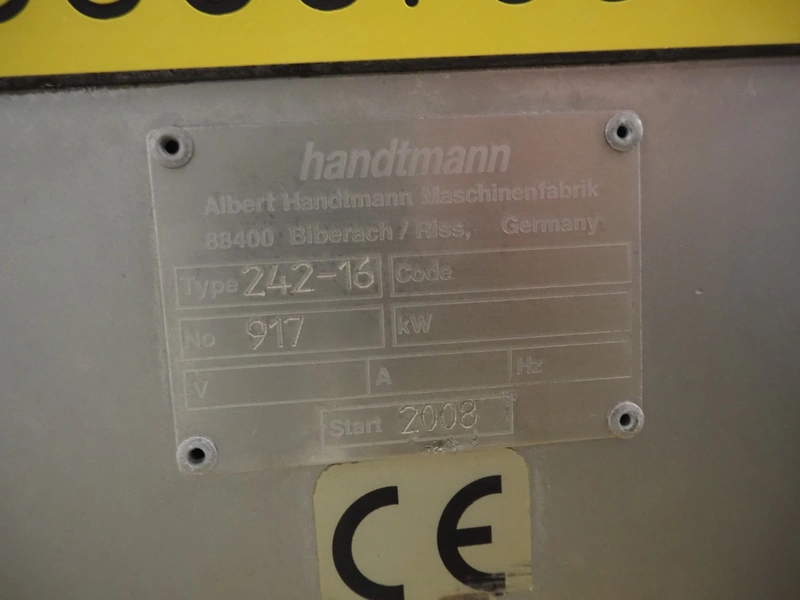 handtmann
Albert Handtmann Maschinenfabrik
88400 Biberach / Riss, Germany
Type 242-16 Code
No 917 kW
V A Hz
Start 2008
CE